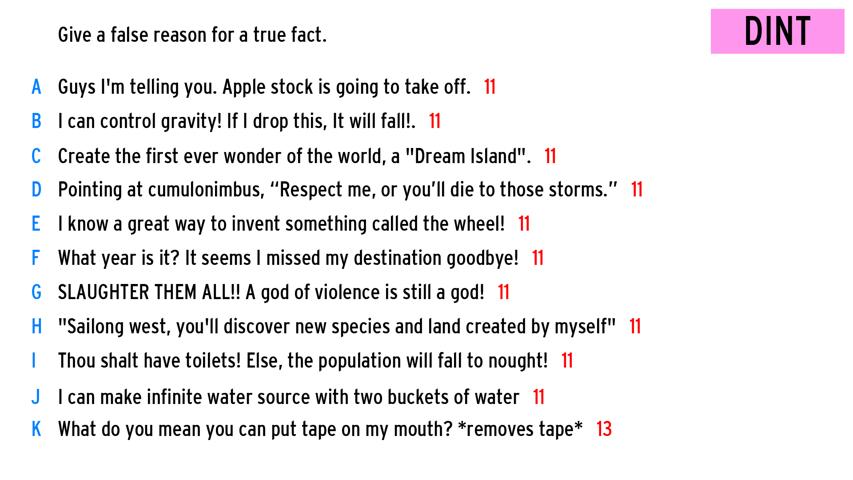 Give a false reason for a true fact.
DINT
A Guys I'm telling you. Apple stock is going to take off. 11
B I can control gravity! If I drop this, It will fall!. 11
C Create the first ever wonder of the world, a "Dream Island". 11
D Pointing at cumulonimbus, “Respect me, or you’ll die to those storms.” 11
E I know a great way to invent something called the wheel! 11
F What year is it? It seems I missed my destination goodbye! 11
G SLAUGHTER THEM ALL!! A god of violence is still a god! 11
H "Sailong west, you'll discover new species and land created by myself" 11
I Thou shalt have toilets! Else, the population will fall to nought! 11
J I can make infinite water source with two buckets of water 11
K What do you mean you can put tape on my mouth? *removes tape* 13